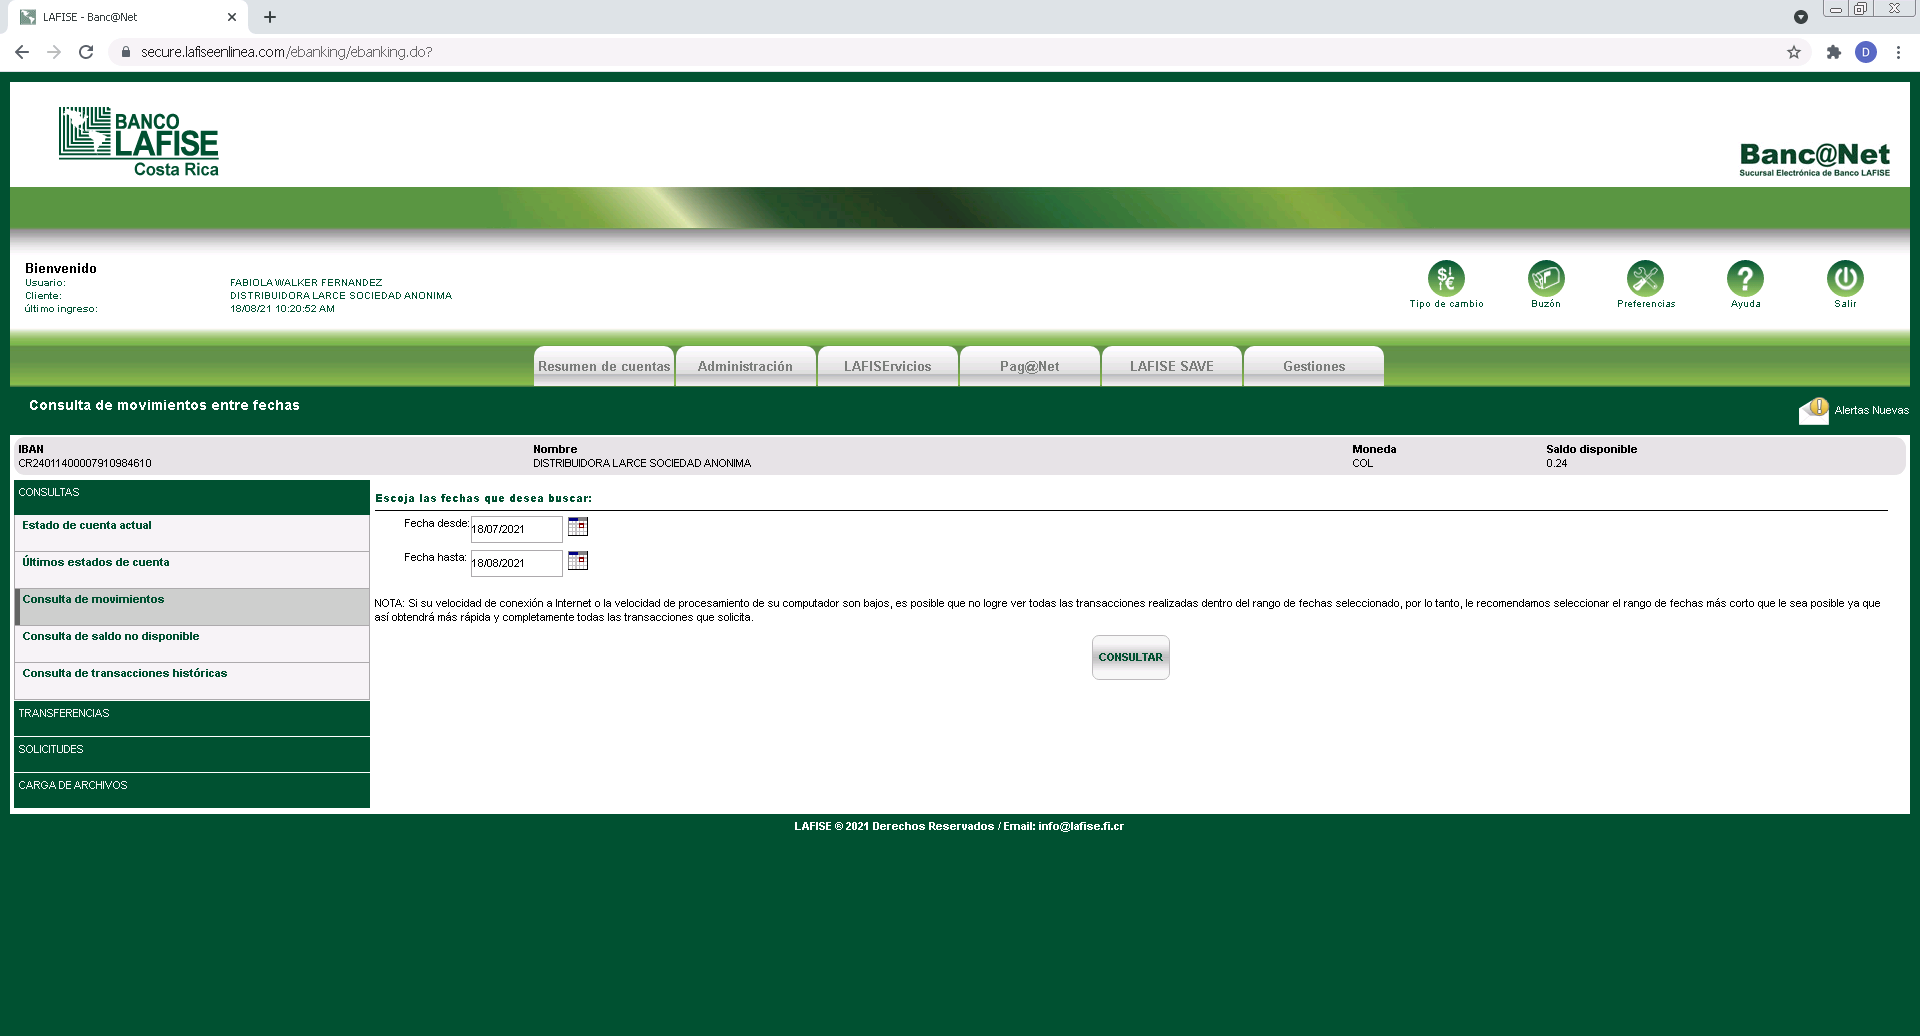 LAFISE - Banc@Net
secure.lafiseenlinea.com/ebanking/ebanking.do?
D
BANCO
LAFISE
Costa Rica
Banc@Net
Sucursal Electrónica de Banco LAFISE
Bienvenido
Usuario: FABIOLA WALKER FERNANDEZ
Cliente: DISTRIBUIDORA LARCE SOCIEDAD ANONIMA
último ingreso: 18/08/21 10:20:52 AM
Tipo de cambio Buzón Preferencias Ayuda Salir
Resumen de cuentas Administración LAFISErvicios Pag@Net LAFISE SAVE Gestiones
Consulta de movimientos entre fechas
Alertas Nuevas
IBAN Nombre Moneda Saldo disponible
CR24011400007910984610 DISTRIBUIDORA LARCE SOCIEDAD ANONIMA COL 0.24
CONSULTAS
Estado de cuenta actual
Últimos estados de cuenta
Consulta de movimientos
Consulta de saldo no disponible
Consulta de transacciones históricas
TRANSFERENCIAS
SOLICITUDES
CARGA DE ARCHIVOS
Escoja las fechas que desea buscar:
Fecha desde: 18/07/2021
Fecha hasta: 18/08/2021
NOTA: Si su velocidad de conexión a Internet o la velocidad de procesamiento de su computador son bajos, es posible que no logre ver todas las transacciones realizadas dentro del rango de fechas seleccionado, por lo tanto, le recomendamos seleccionar el rango de fechas más corto que le sea posible ya que
así obtendrá más rápida y completamente todas las transacciones que solicita.
CONSULTAR
LAFISE © 2021 Derechos Reservados / Email: info@lafise.fi.cr